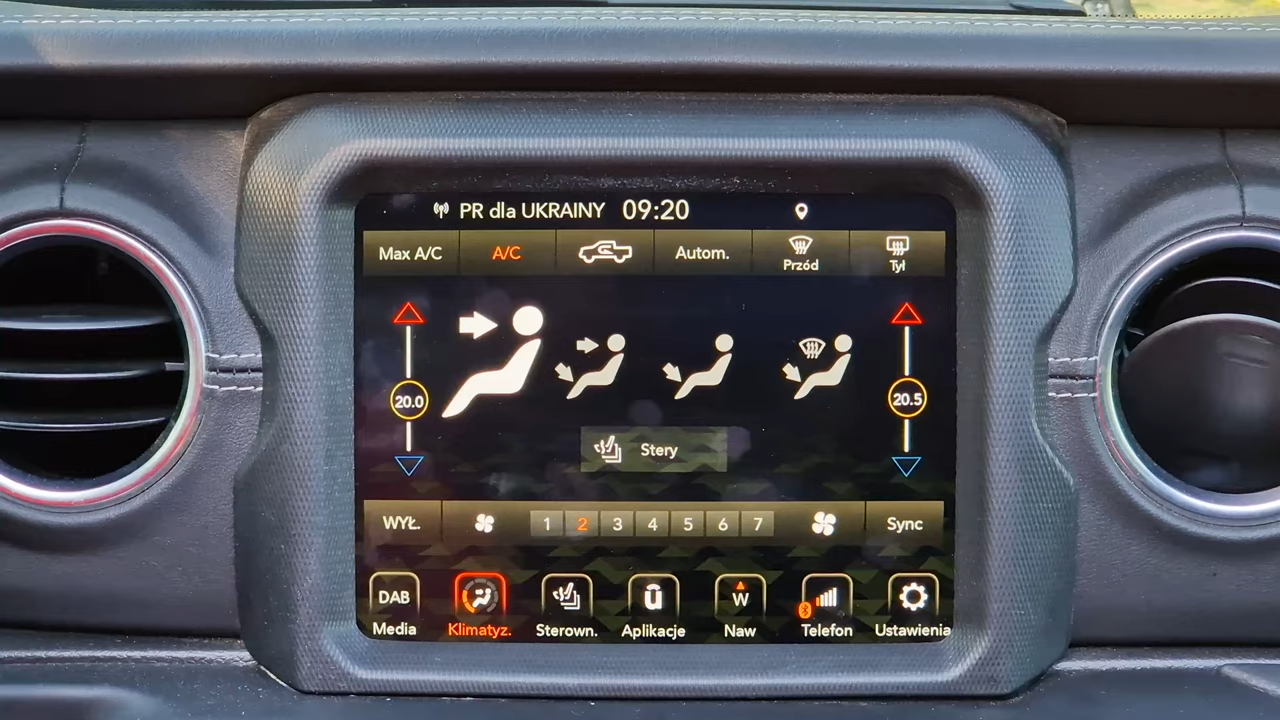 PR dla UKRAINY 09:20
Max A/C A/C Autom. Przód Tył
20.0 20.5
Stery
WYŁ. 1 2 3 4 5 6 7 Sync
DAB W
Media Klimatyz. Sterown. Aplikacje Naw Telefon Ustawienia